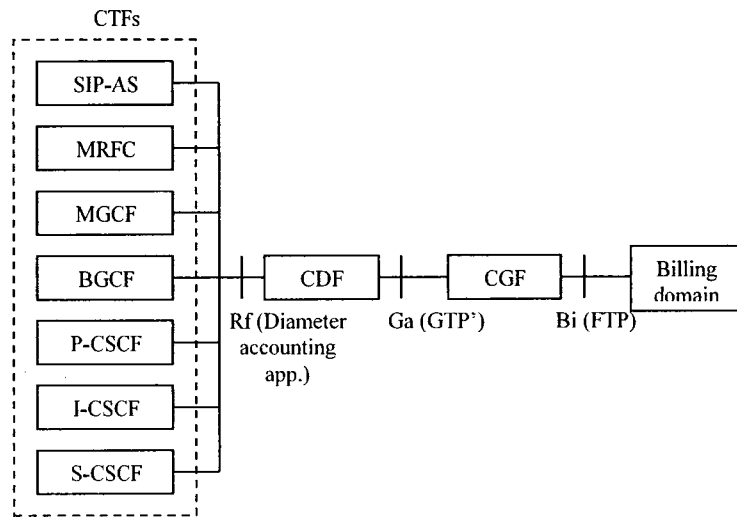 CTFs
SIP-AS
MRFC
MGCF
BGCF
P-CSCF
I-CSCF
S-CSCF
Rf (Diameter
accounting
app.)
CDF
Ga (GTP’)
CGF
Bi (FTP)
Billing
domain